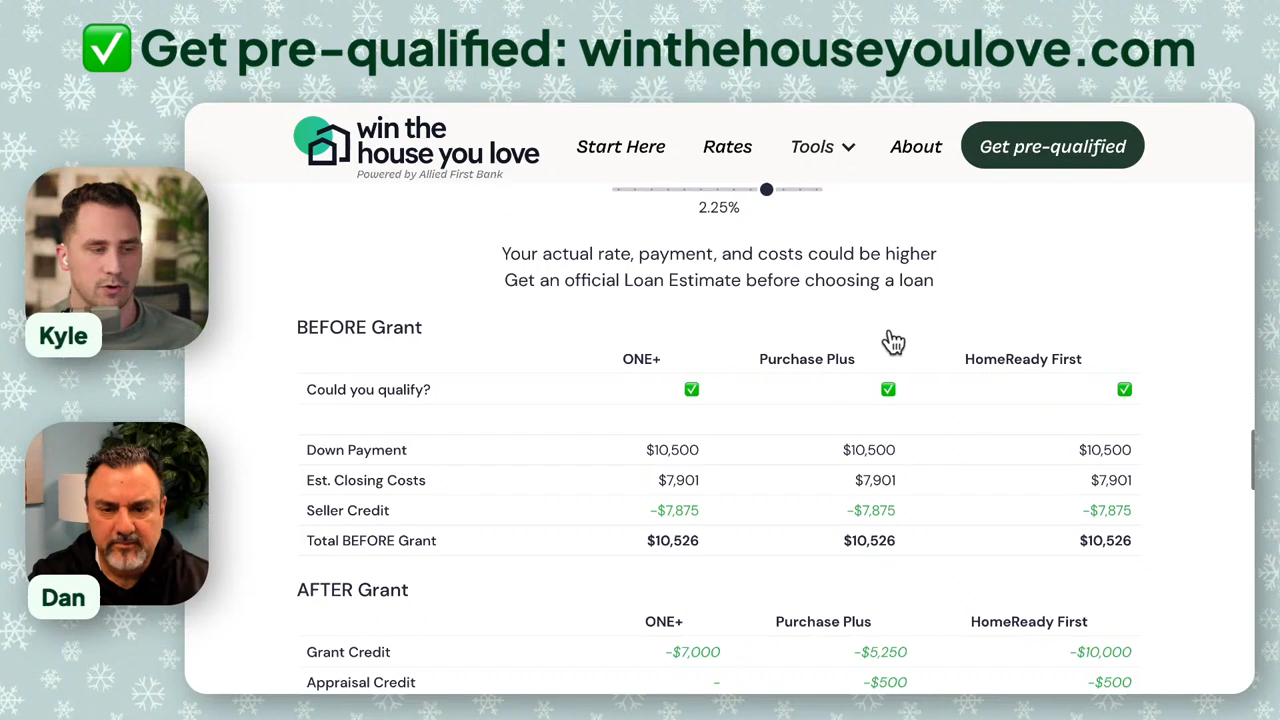 ✅ Get pre-qualified: winthehouseyoulove.com
win the
house you love
Powered by Allied First Bank
Start Here Rates Tools About Get pre-qualified
2.25%
Your actual rate, payment, and costs could be higher
Get an official Loan Estimate before choosing a loan
BEFORE Grant
ONE+ Purchase Plus HomeReady First
Could you qualify? ✅ ✅ ✅
Down Payment $10,500 $10,500 $10,500
Est. Closing Costs $7,901 $7,901 $7,901
Seller Credit -$7,875 -$7,875 -$7,875
Total BEFORE Grant $10,526 $10,526 $10,526
AFTER Grant
ONE+ Purchase Plus HomeReady First
Grant Credit -$7,000 -$5,250 -$10,000
Appraisal Credit - -$500 -$500
Kyle
Dan